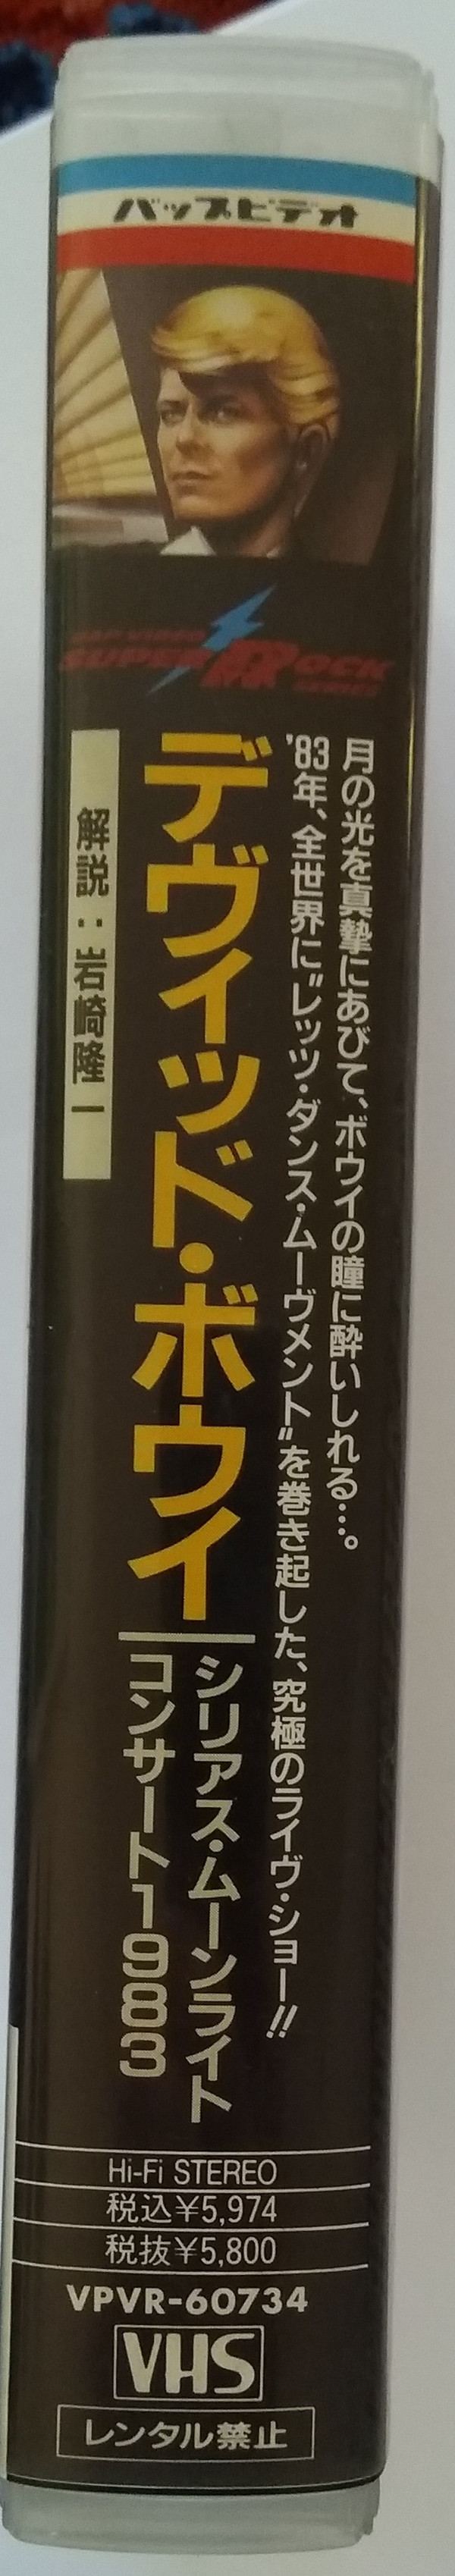 バップビデオ
VAP VIDEO
SUPER ROCK
SERIES
月の光を真摯にあびて、ボウイの瞳に酔いしれる…。
'83年、全世界に"レッツ・ダンス・ムーヴメント"を巻き起した、究極のライヴ・ショー!!
デヴィッド・ボウイ
シリアス・ムーンライト
コンサート1983
解説：岩崎隆一
Hi-Fi STEREO
税込¥5,974
税抜¥5,800
VPVR-60734
VHS
レンタル禁止